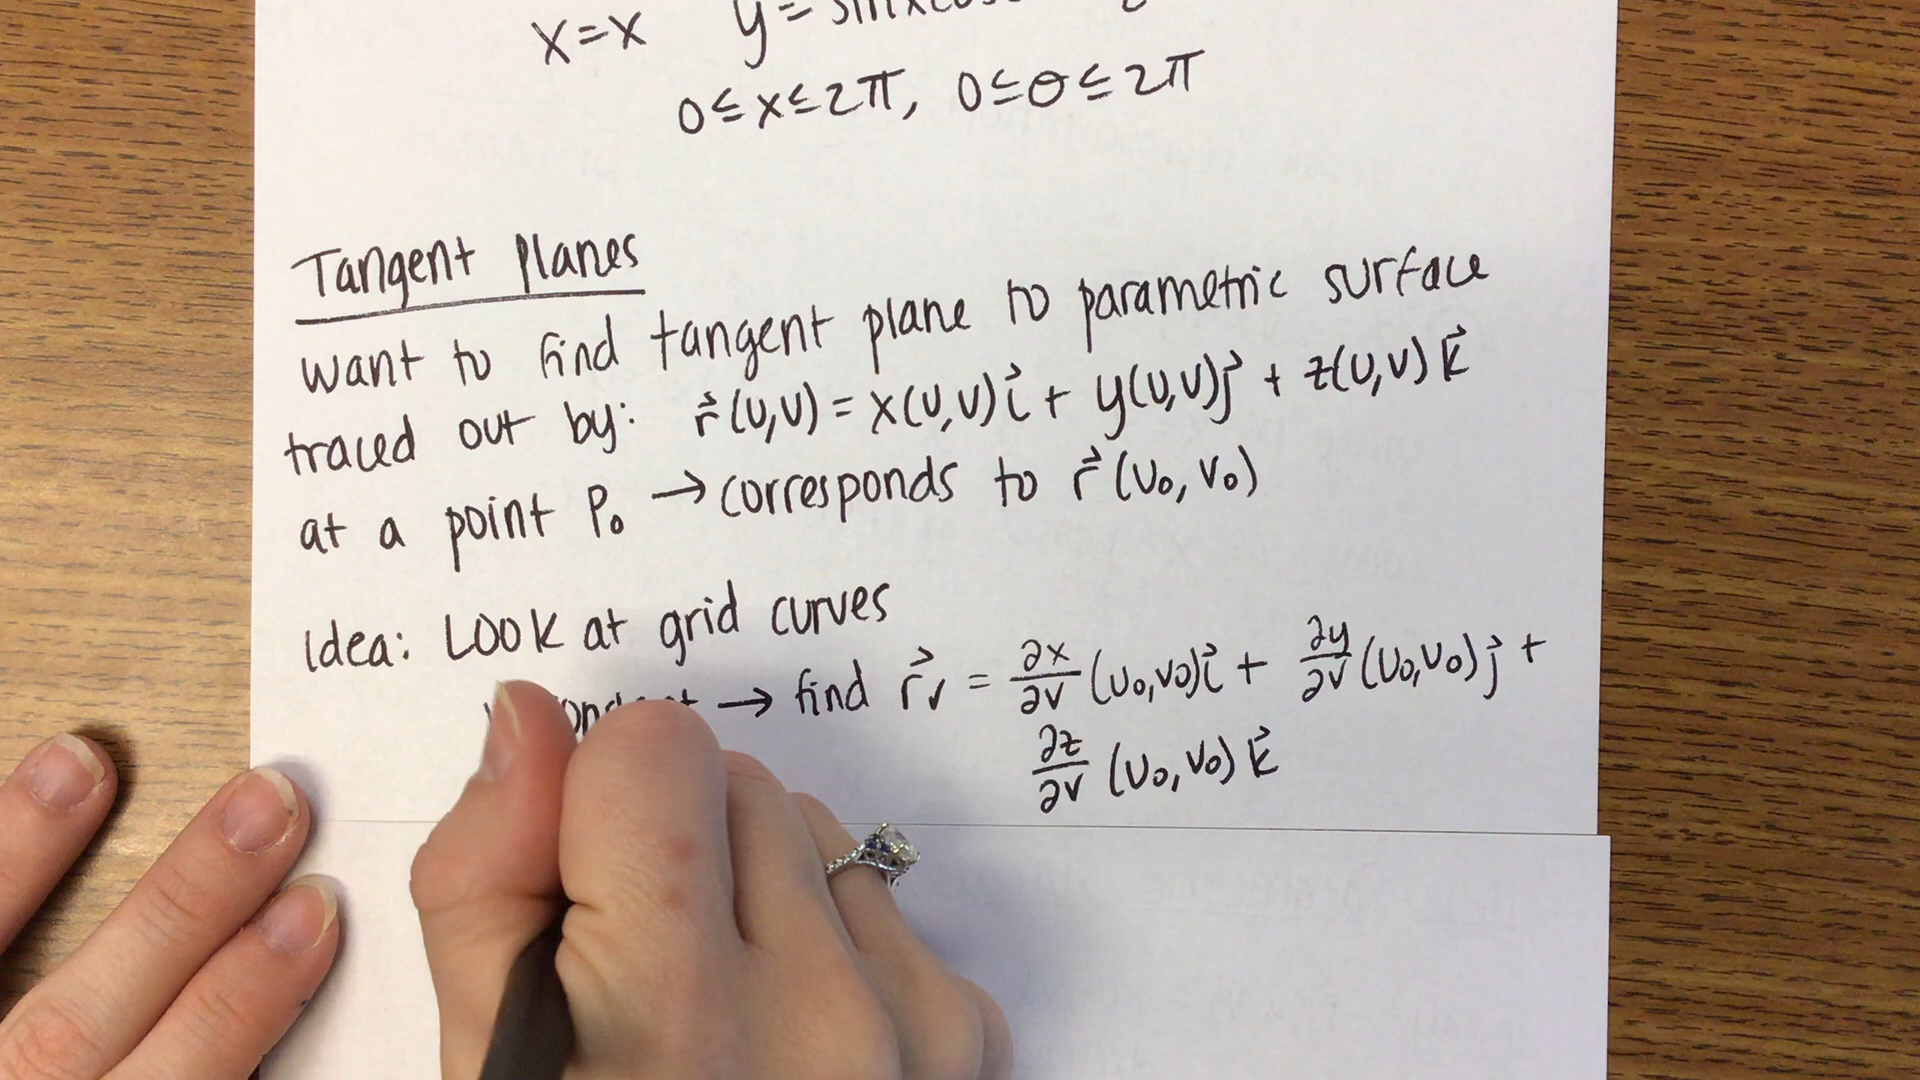 x=x y=
0≤x≤2π, 0≤θ≤2π
Tangent Planes
want to find tangent plane to parametric surface
traced out by: r⃗(u,v) = x(u,v)i⃗ + y(u,v)j⃗ + z(u,v)k⃗
at a point P₀ → corresponds to r⃗(u₀,v₀)
Idea: Look at grid curves
→ find r⃗ᵥ = ∂x/∂v (u₀,v₀)i⃗ + ∂y/∂v (u₀,v₀)j⃗ +
∂z/∂v (u₀,v₀)k⃗